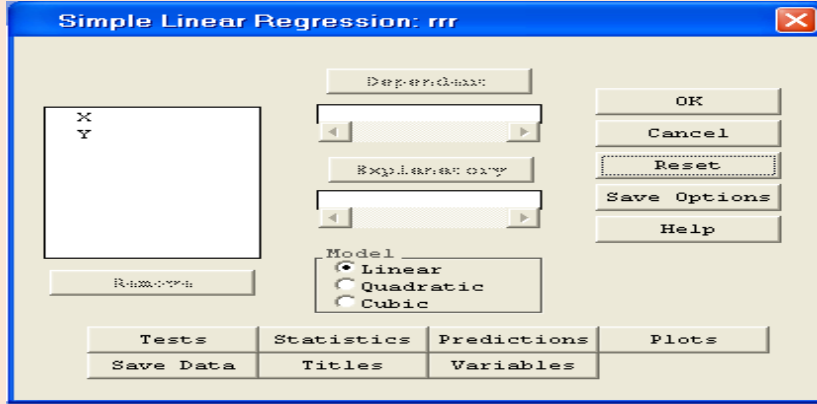 Simple Linear Regression: rrr
X
Y
Dependent
Explanatory
Remove
Model
Linear
Quadratic
Cubic
OK
Cancel
Reset
Save Options
Help
Tests
Statistics
Predictions
Plots
Save Data
Titles
Variables